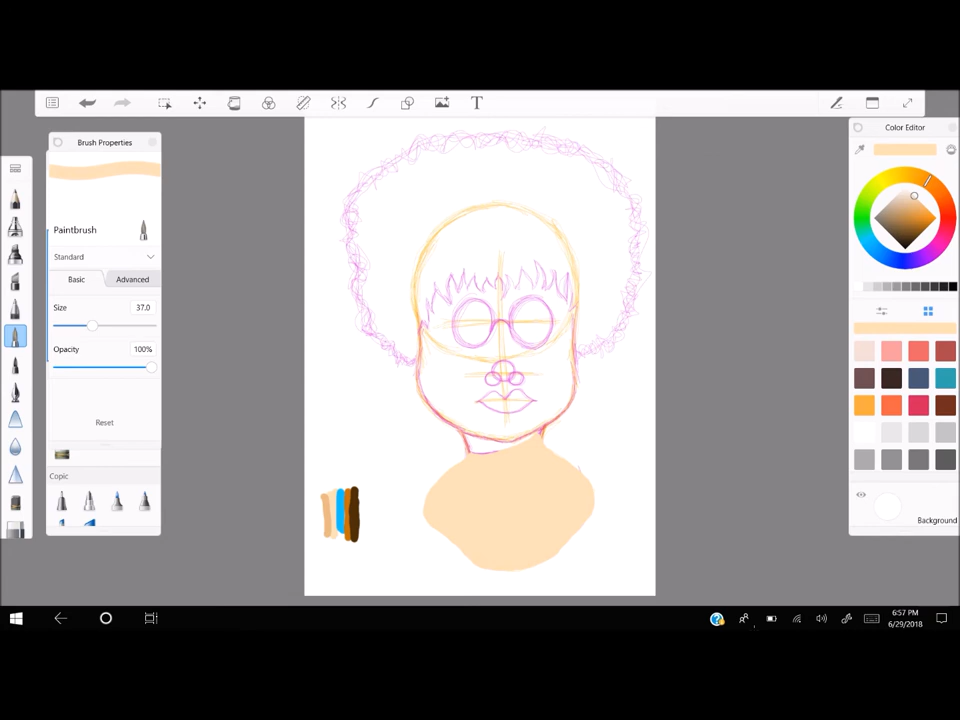 T
Brush Properties
Color Editor
Paintbrush
Standard
Basic
Advanced
Size
37.0
Opacity
100%
Reset
Copic
Background
6:57 PM
6/29/2018